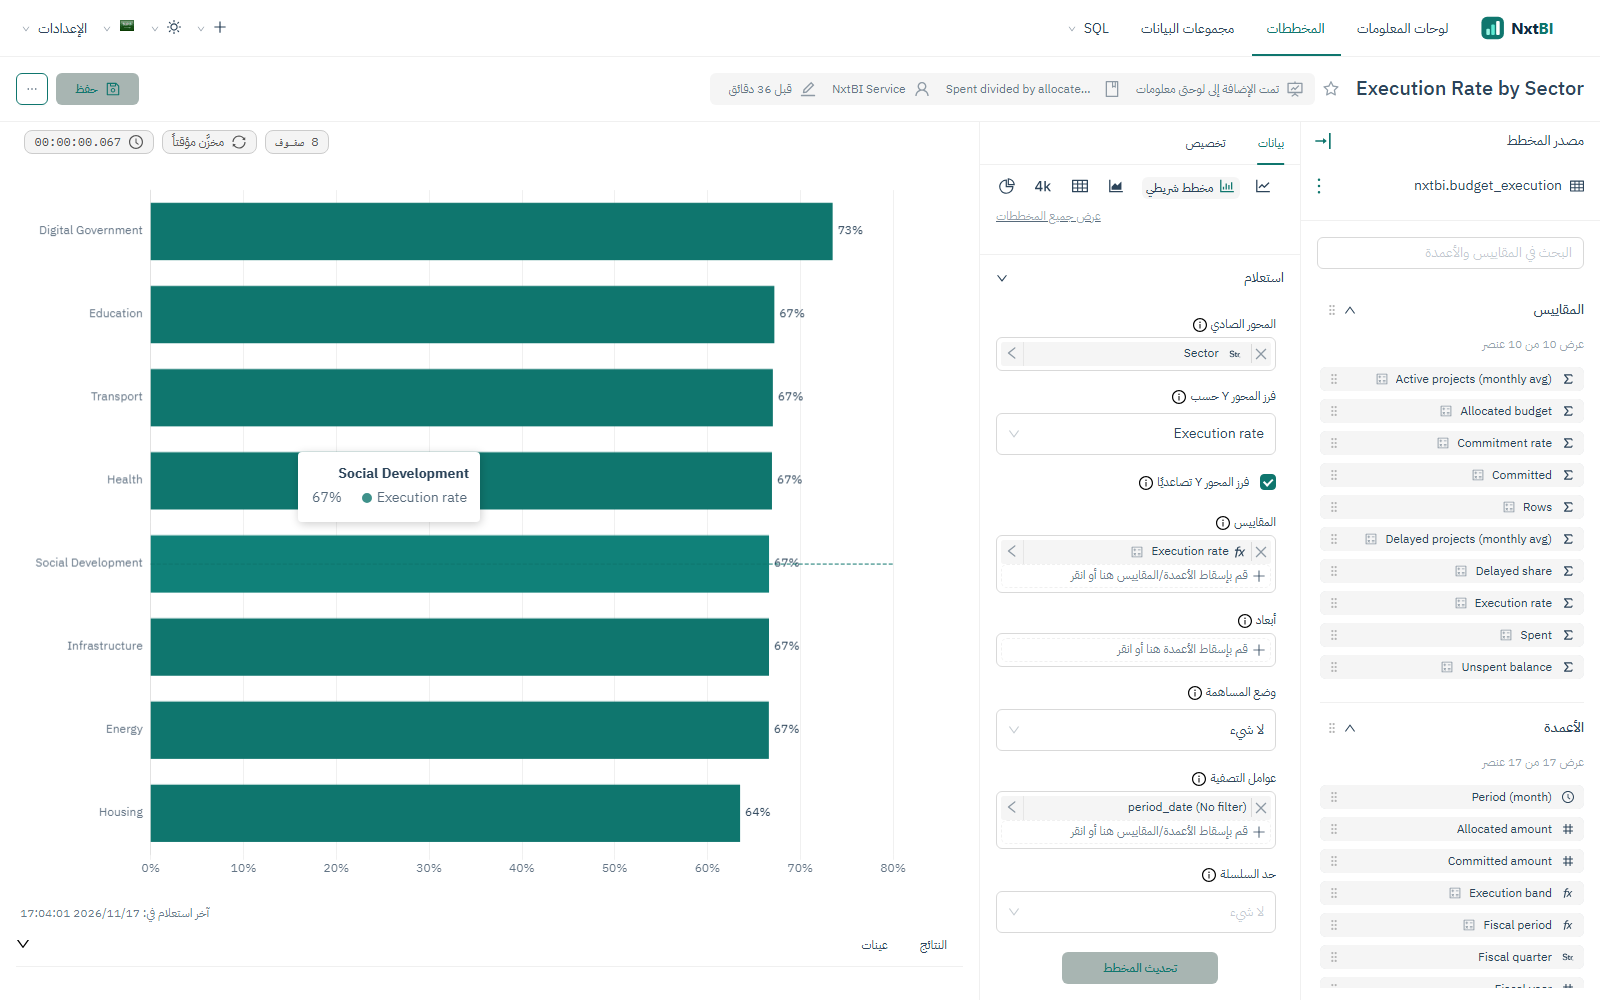 NxtBI
لوحات المعلومات
المخططات
مجموعات البيانات
SQL
الإعدادات
Execution Rate by Sector
تمت الإضافة إلى لوحتي معلومات
Spent divided by allocate...
NxtBI Service
قبل 36 دقائق
حفظ
...
مصدر المخطط
nxtbi.budget_execution
البحث في المقاييس والأعمدة
المقاييس
عرض 10 من 10 عنصر
Active projects (monthly avg)
Allocated budget
Commitment rate
Committed
Rows
Delayed projects (monthly avg)
Delayed share
Execution rate
Spent
Unspent balance
الأعمدة
عرض 17 من 17 عنصر
Period (month)
Allocated amount
Committed amount
Execution band
Fiscal period
Fiscal quarter
Fiscal year
بيانات
تخصيص
مخطط شريطي
4k
عرض جميع المخططات
استعلام
المحور الصادي
Sector
فرز المحور Y حسب
Execution rate
فرز المحور Y تصاعديًا
المقاييس
Execution rate
قم بإسقاط الأعمدة/المقاييس هنا أو انقر
أبعاد
قم بإسقاط الأعمدة هنا أو انقر
وضع المساهمة
لا شيء
عوامل التصفية
period_date (No filter)
قم بإسقاط الأعمدة/المقاييس هنا أو انقر
حد السلسلة
لا شيء
تحديث المخطط
8 صفوف
مخزَّن مؤقتاً
00:00:00.067
Digital Government 73%
Education 67%
Transport 67%
Health 67%
Social Development 67%
Infrastructure 67%
Energy 67%
Housing 64%
Social Development
67% Execution rate
0% 10% 20% 30% 40% 50% 60% 70% 80%
آخر استعلام في: 17:04:01 2026/11/17
النتائج
عينات